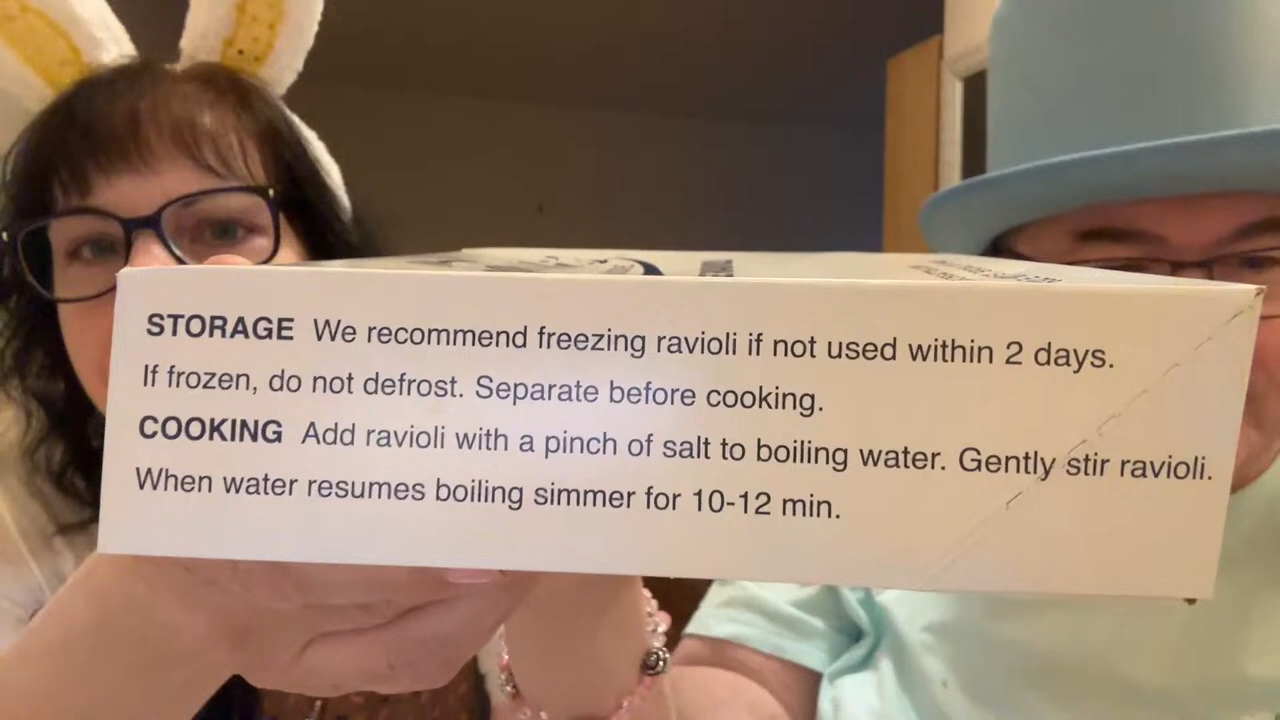 STORAGE We recommend freezing ravioli if not used within 2 days.
If frozen, do not defrost. Separate before cooking.
COOKING Add ravioli with a pinch of salt to boiling water. Gently stir ravioli.
When water resumes boiling simmer for 10-12 min.